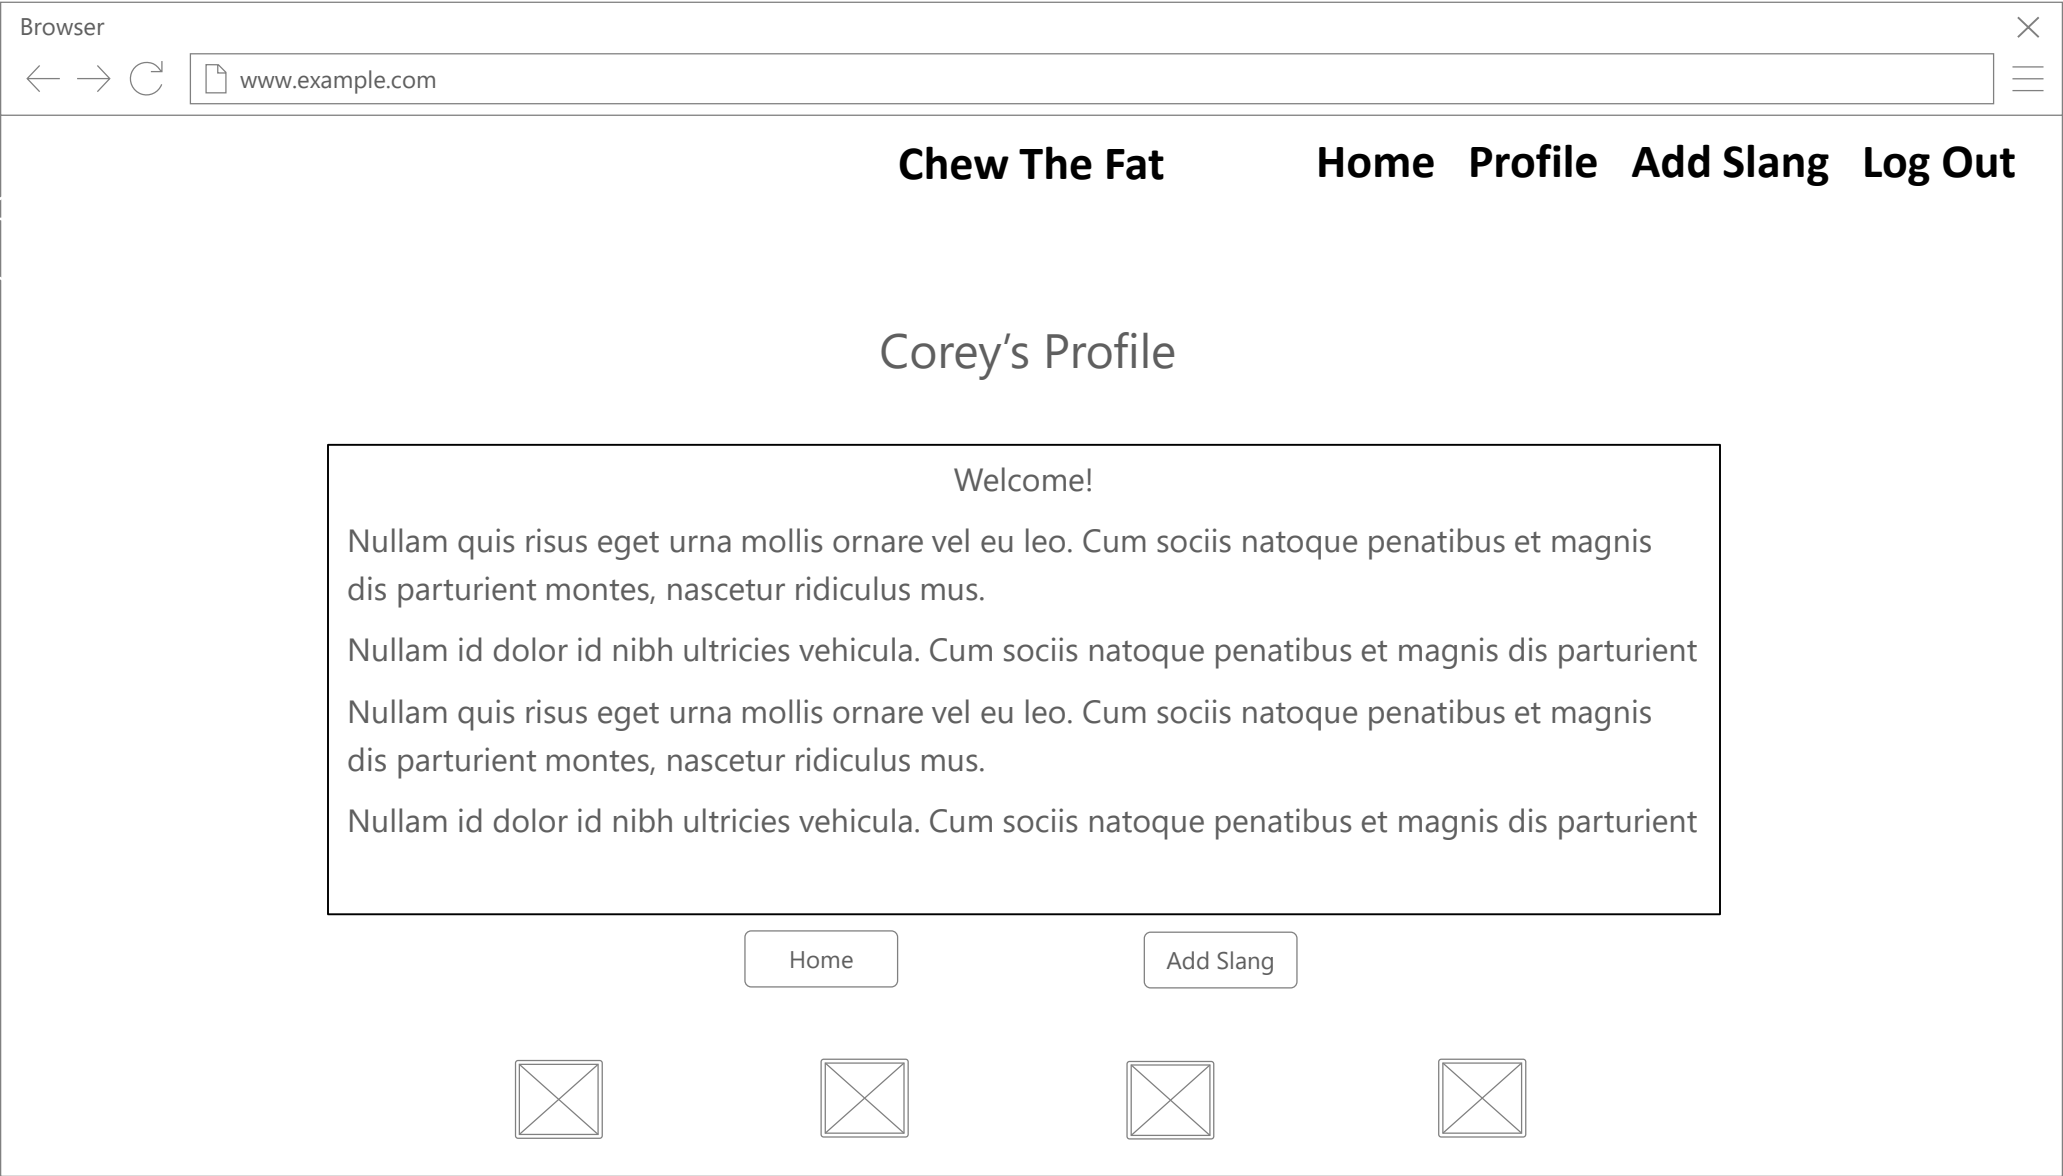 Browser
www.example.com
Chew The Fat
Home Profile Add Slang Log Out
Corey’s Profile
Welcome!
Nullam quis risus eget urna mollis ornare vel eu leo. Cum sociis natoque penatibus et magnis
dis parturient montes, nascetur ridiculus mus.
Nullam id dolor id nibh ultricies vehicula. Cum sociis natoque penatibus et magnis dis parturient
Nullam quis risus eget urna mollis ornare vel eu leo. Cum sociis natoque penatibus et magnis
dis parturient montes, nascetur ridiculus mus.
Nullam id dolor id nibh ultricies vehicula. Cum sociis natoque penatibus et magnis dis parturient
Home
Add Slang